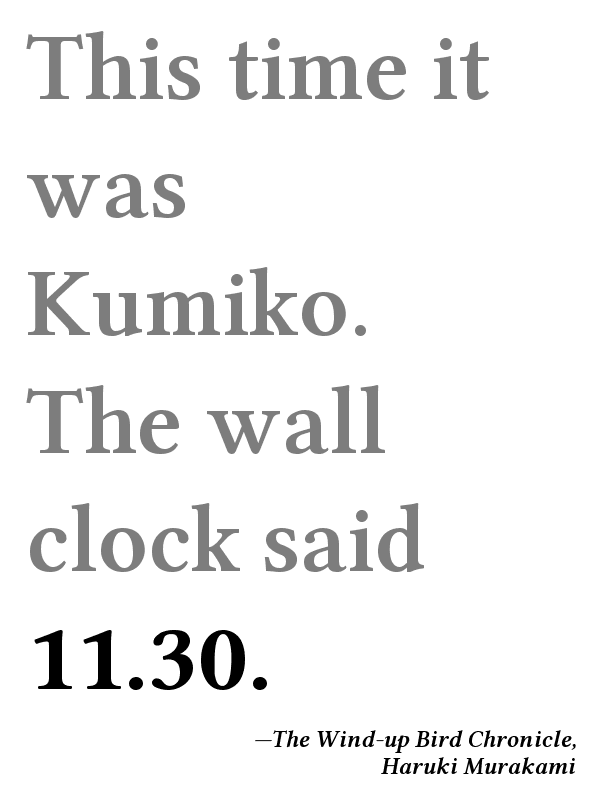 This time it
was
Kumiko.
The wall
clock said
11.30.
—The Wind-up Bird Chronicle,
Haruki Murakami